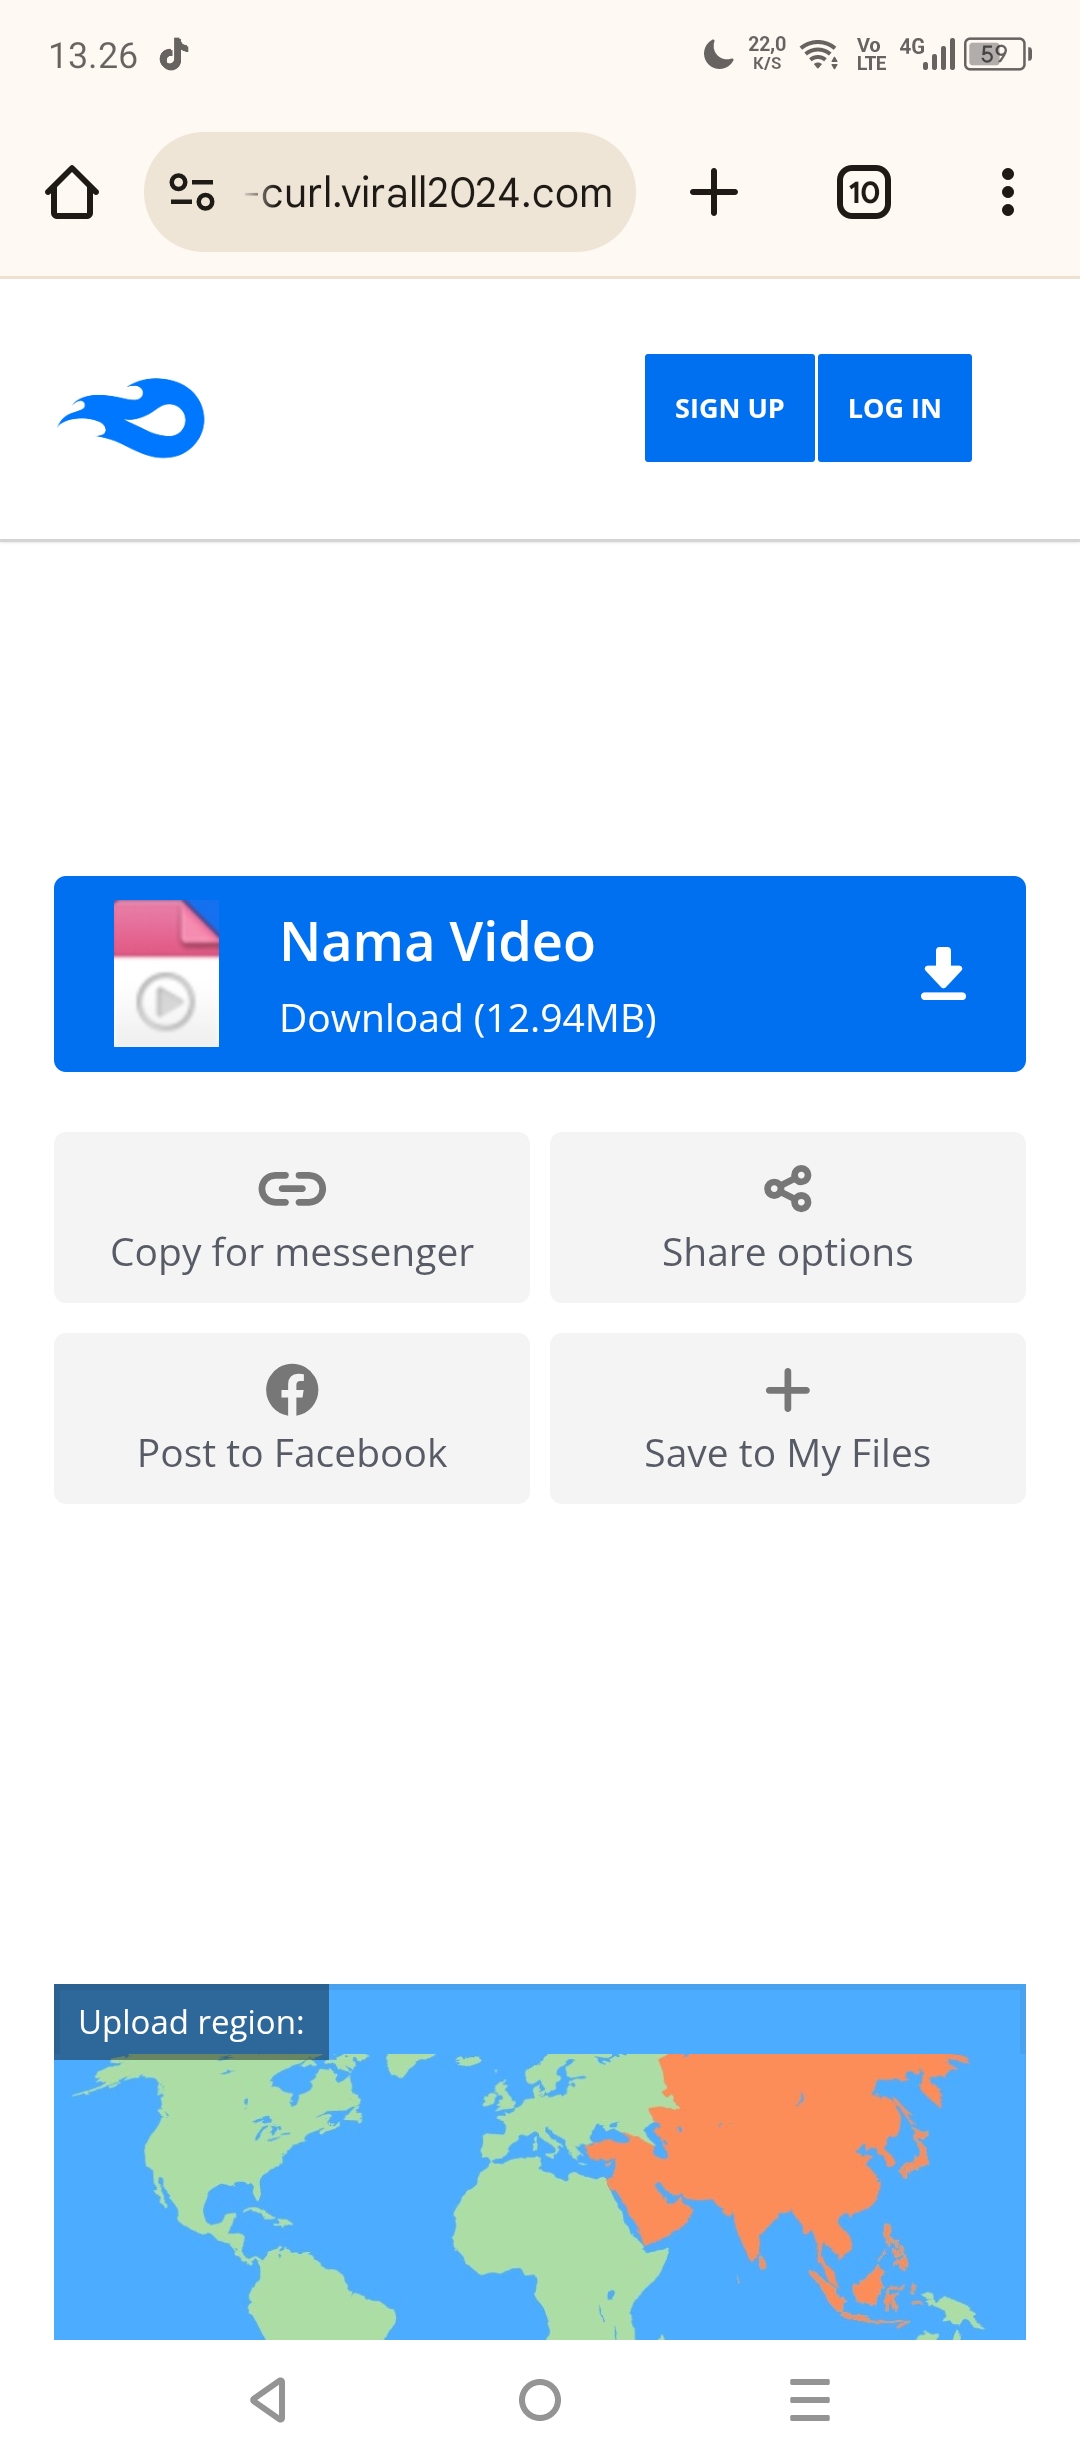 13.26
22,0
K/S
Vo
LTE
4G
59
-curl.virall2024.com
10
SIGN UP
LOG IN
Nama Video
Download (12.94MB)
Copy for messenger
Share options
Post to Facebook
Save to My Files
Upload region: